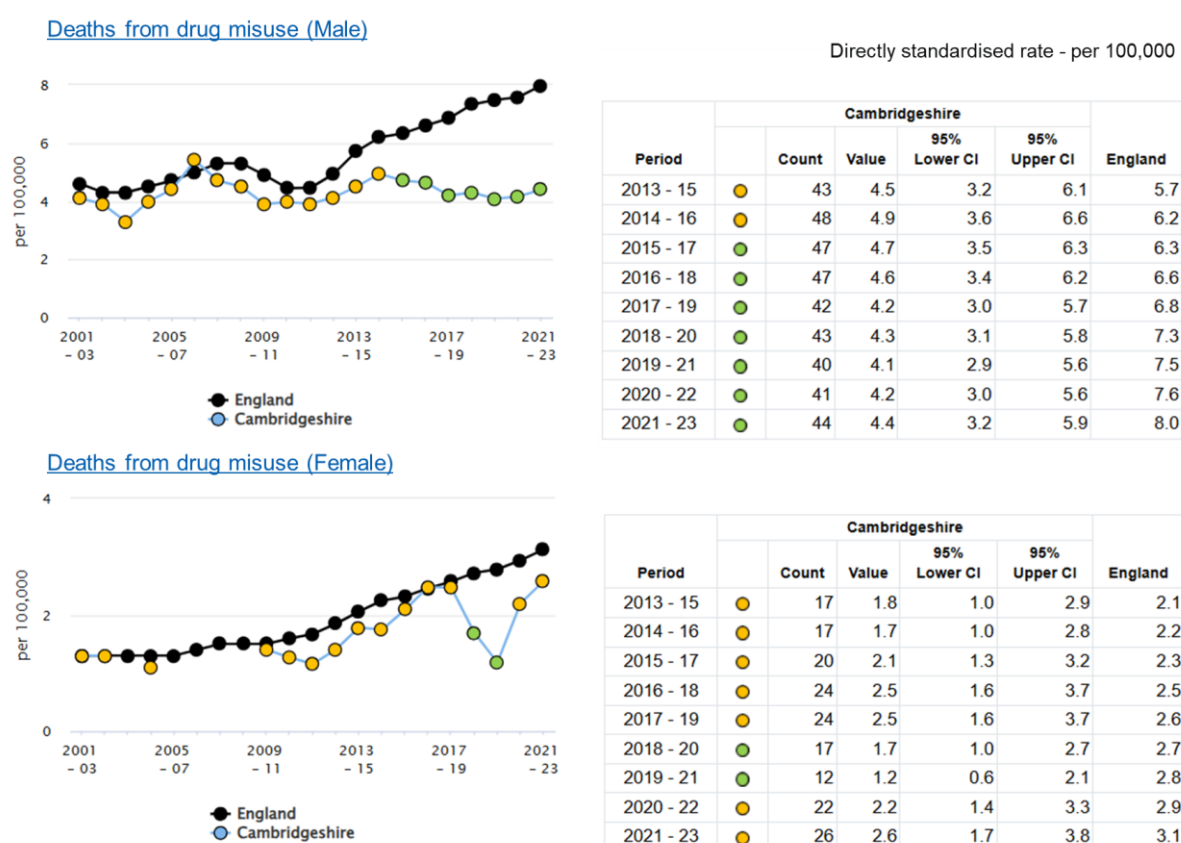 Deaths from drug misuse (Male)
Directly standardised rate - per 100,000
per 100,000
8
6
4
2
0
2001 2005 2009 2013 2017 2021
- 03 - 07 - 11 - 15 - 19 - 23
England
Cambridgeshire
Cambridgeshire
95% 95%
Period Count Value Lower CI Upper CI England
2013 - 15 43 4.5 3.2 6.1 5.7
2014 - 16 48 4.9 3.6 6.6 6.2
2015 - 17 47 4.7 3.5 6.3 6.3
2016 - 18 47 4.6 3.4 6.2 6.6
2017 - 19 42 4.2 3.0 5.7 6.8
2018 - 20 43 4.3 3.1 5.8 7.3
2019 - 21 40 4.1 2.9 5.6 7.5
2020 - 22 41 4.2 3.0 5.6 7.6
2021 - 23 44 4.4 3.2 5.9 8.0
Deaths from drug misuse (Female)
per 100,000
4
2
0
2001 2005 2009 2013 2017 2021
- 03 - 07 - 11 - 15 - 19 - 23
England
Cambridgeshire
Cambridgeshire
95% 95%
Period Count Value Lower CI Upper CI England
2013 - 15 17 1.8 1.0 2.9 2.1
2014 - 16 17 1.7 1.0 2.8 2.2
2015 - 17 20 2.1 1.3 3.2 2.3
2016 - 18 24 2.5 1.6 3.7 2.5
2017 - 19 24 2.5 1.6 3.7 2.6
2018 - 20 17 1.7 1.0 2.7 2.7
2019 - 21 12 1.2 0.6 2.1 2.8
2020 - 22 22 2.2 1.4 3.3 2.9
2021 - 23 26 2.6 1.7 3.8 3.1